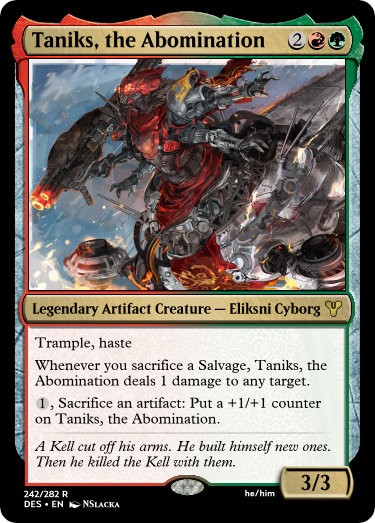 Taniks, the Abomination 2
Legendary Artifact Creature — Eliksni Cyborg
Trample, haste
Whenever you sacrifice a Salvage, Taniks, the
Abomination deals 1 damage to any target.
1, Sacrifice an artifact: Put a +1/+1 counter
on Taniks, the Abomination.
A Kell cut off his arms. He built himself new ones.
Then he killed the Kell with them.
3/3
242/282 R
he/him
DES • EN NSlacka